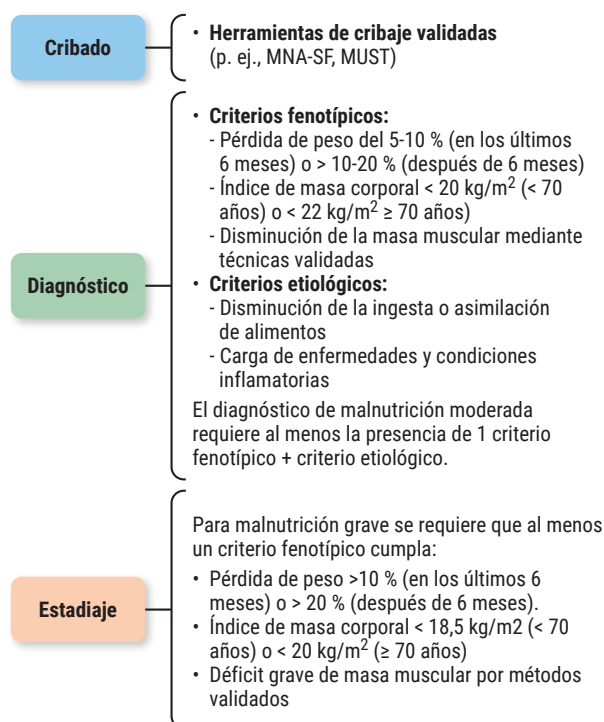 Cribado
• Herramientas de cribaje validadas
(p. ej., MNA-SF, MUST)
Diagnóstico
• Criterios fenotípicos:
- Pérdida de peso del 5-10 % (en los últimos
6 meses) o > 10-20 % (después de 6 meses)
- Índice de masa corporal < 20 kg/m² (< 70
años) o < 22 kg/m² ≥ 70 años)
- Disminución de la masa muscular mediante
técnicas validadas
• Criterios etiológicos:
- Disminución de la ingesta o asimilación
de alimentos
- Carga de enfermedades y condiciones
inflamatorias
El diagnóstico de malnutrición moderada
requiere al menos la presencia de 1 criterio
fenotípico + criterio etiológico.
Estadiaje
Para malnutrición grave se requiere que al menos
un criterio fenotípico cumpla:
• Pérdida de peso >10 % (en los últimos 6
meses) o > 20 % (después de 6 meses).
• Índice de masa corporal < 18,5 kg/m2 (< 70
años) o < 20 kg/m² (≥ 70 años)
• Déficit grave de masa muscular por métodos
validados